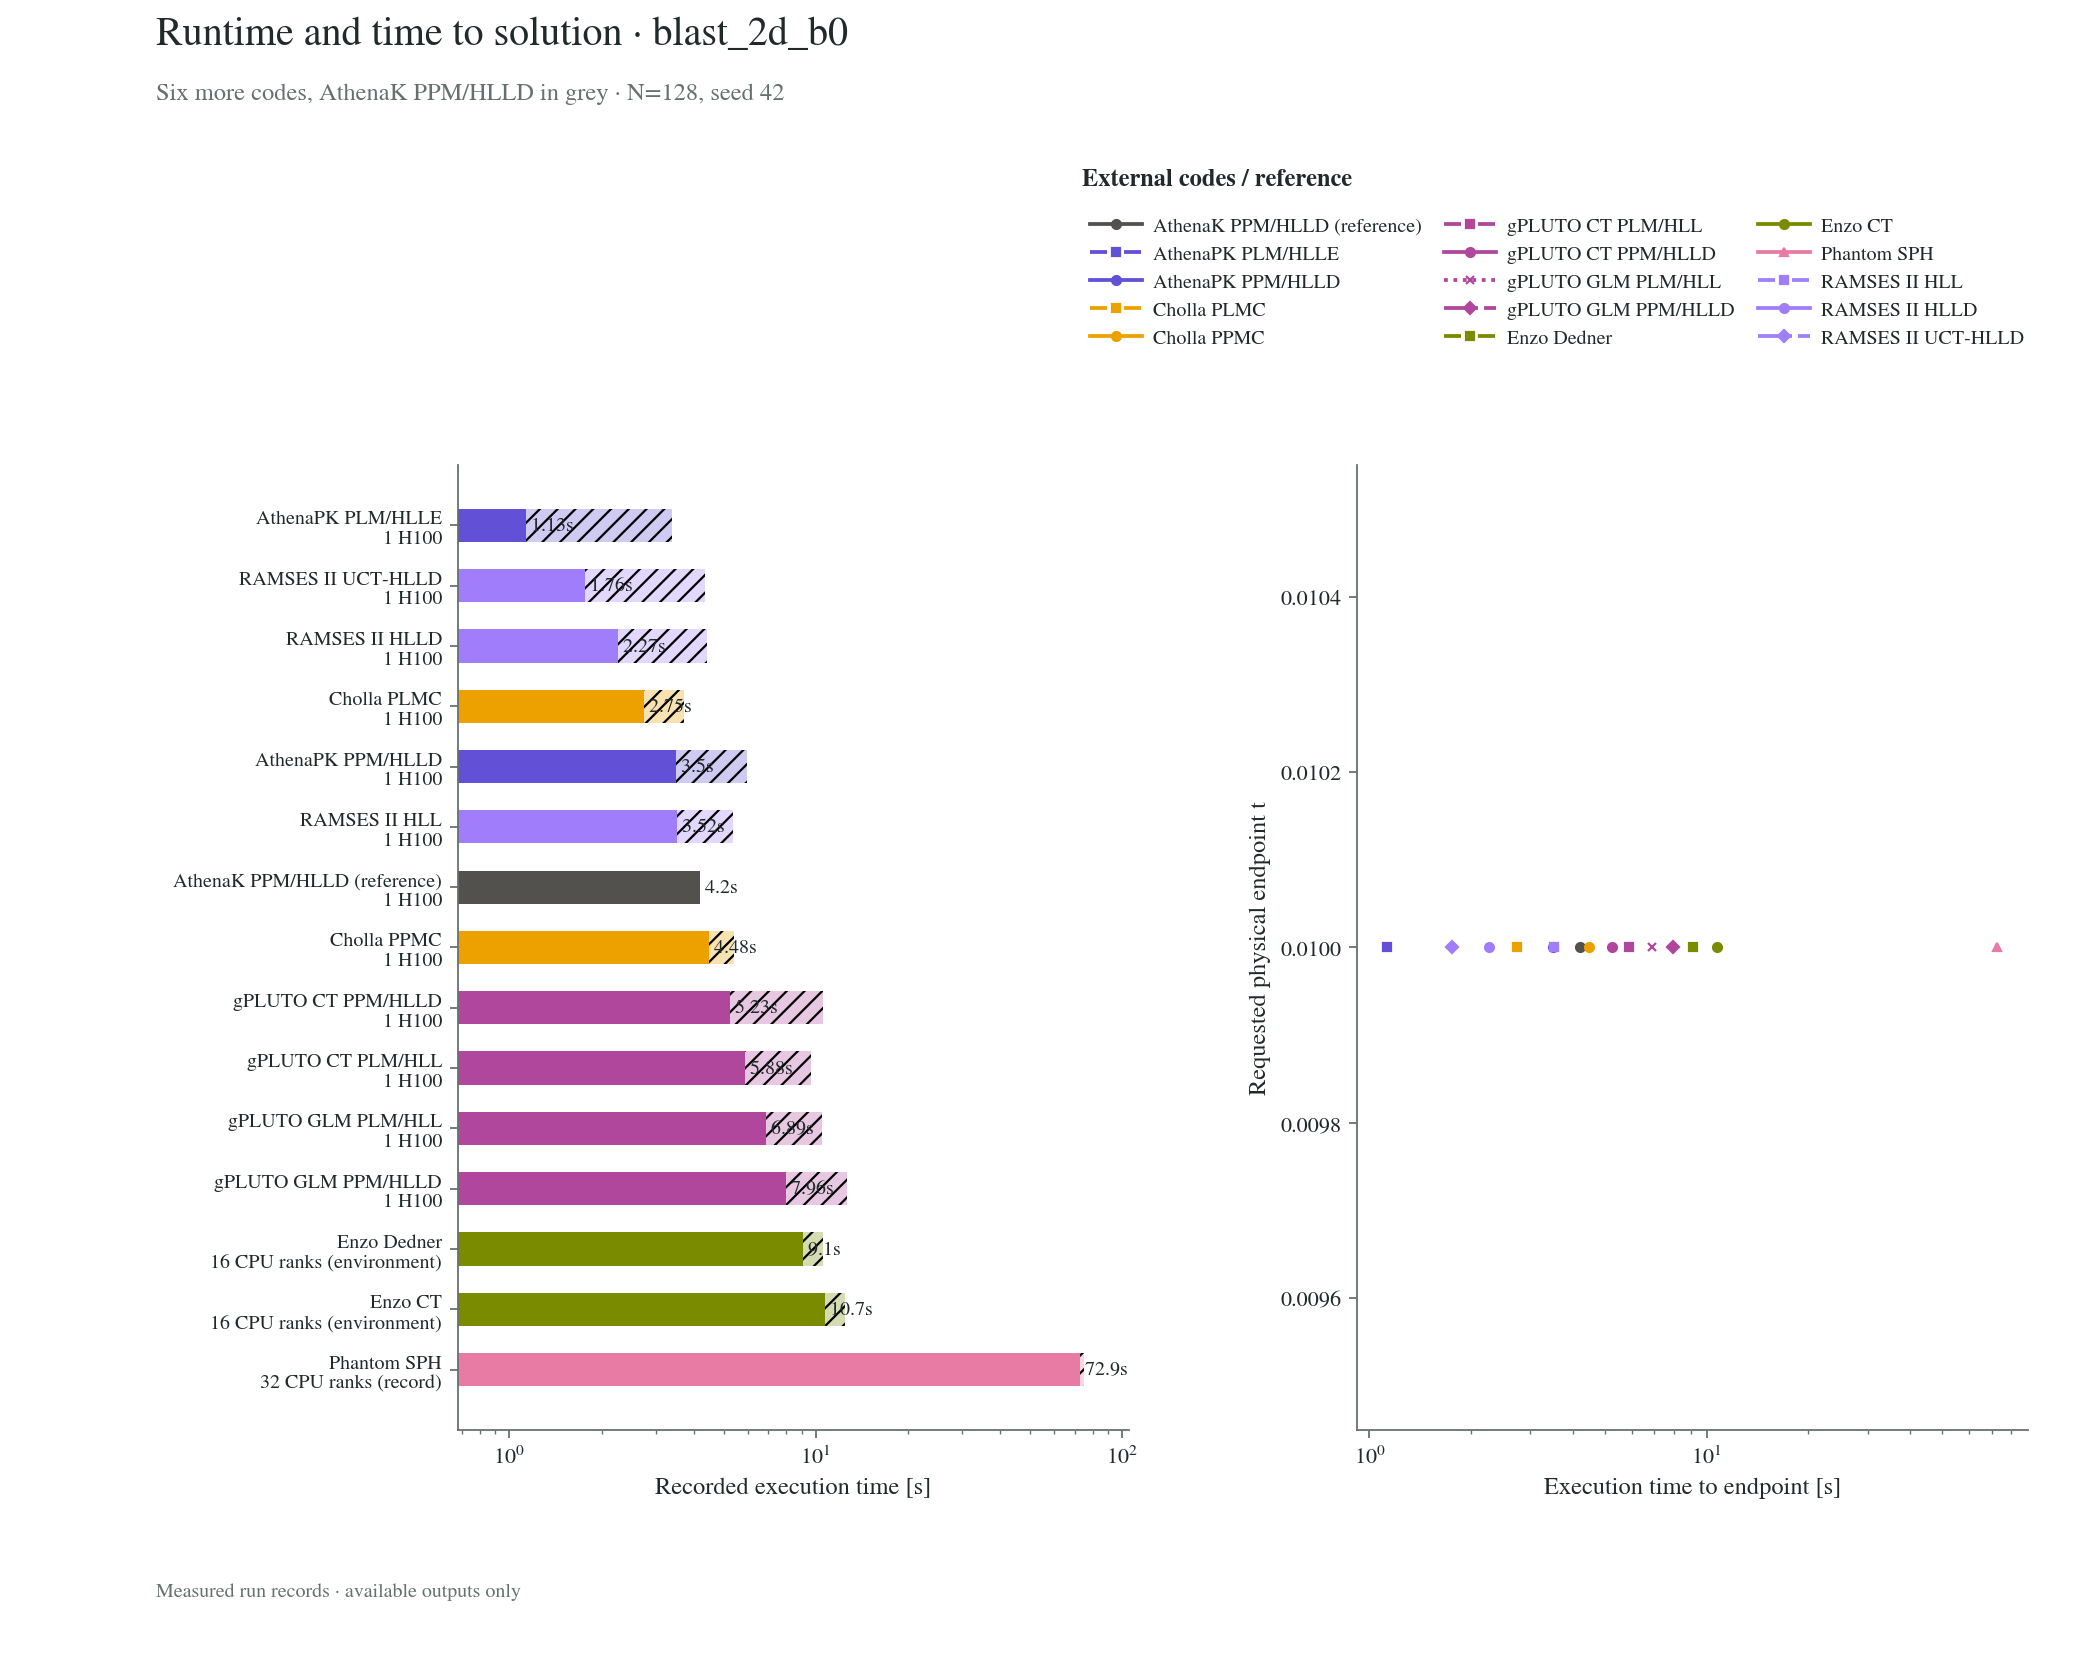 Runtime and time to solution · blast_2d_b0
Six more codes, AthenaK PPM/HLLD in grey · N=128, seed 42
External codes / reference
AthenaK PPM/HLLD (reference)
AthenaPK PLM/HLLE
AthenaPK PPM/HLLD
Cholla PLMC
Cholla PPMC
gPLUTO CT PLM/HLL
gPLUTO CT PPM/HLLD
gPLUTO GLM PLM/HLL
gPLUTO GLM PPM/HLLD
Enzo Dedner
Enzo CT
Phantom SPH
RAMSES II HLL
RAMSES II HLLD
RAMSES II UCT-HLLD
AthenaPK PLM/HLLE
1 H100
1.13s
RAMSES II UCT-HLLD
1 H100
1.76s
RAMSES II HLLD
1 H100
2.27s
Cholla PLMC
1 H100
2.75s
AthenaPK PPM/HLLD
1 H100
3.5s
RAMSES II HLL
1 H100
3.52s
AthenaK PPM/HLLD (reference)
1 H100
4.2s
Cholla PPMC
1 H100
4.48s
gPLUTO CT PPM/HLLD
1 H100
5.23s
gPLUTO CT PLM/HLL
1 H100
5.88s
gPLUTO GLM PLM/HLL
1 H100
6.89s
gPLUTO GLM PPM/HLLD
1 H100
7.96s
Enzo Dedner
16 CPU ranks (environment)
9.1s
Enzo CT
16 CPU ranks (environment)
10.7s
Phantom SPH
32 CPU ranks (record)
72.9s
10⁰ 10¹ 10²
Recorded execution time [s]
Requested physical endpoint t
0.0104
0.0102
0.0100
0.0098
0.0096
10⁰ 10¹
Execution time to endpoint [s]
Measured run records · available outputs only